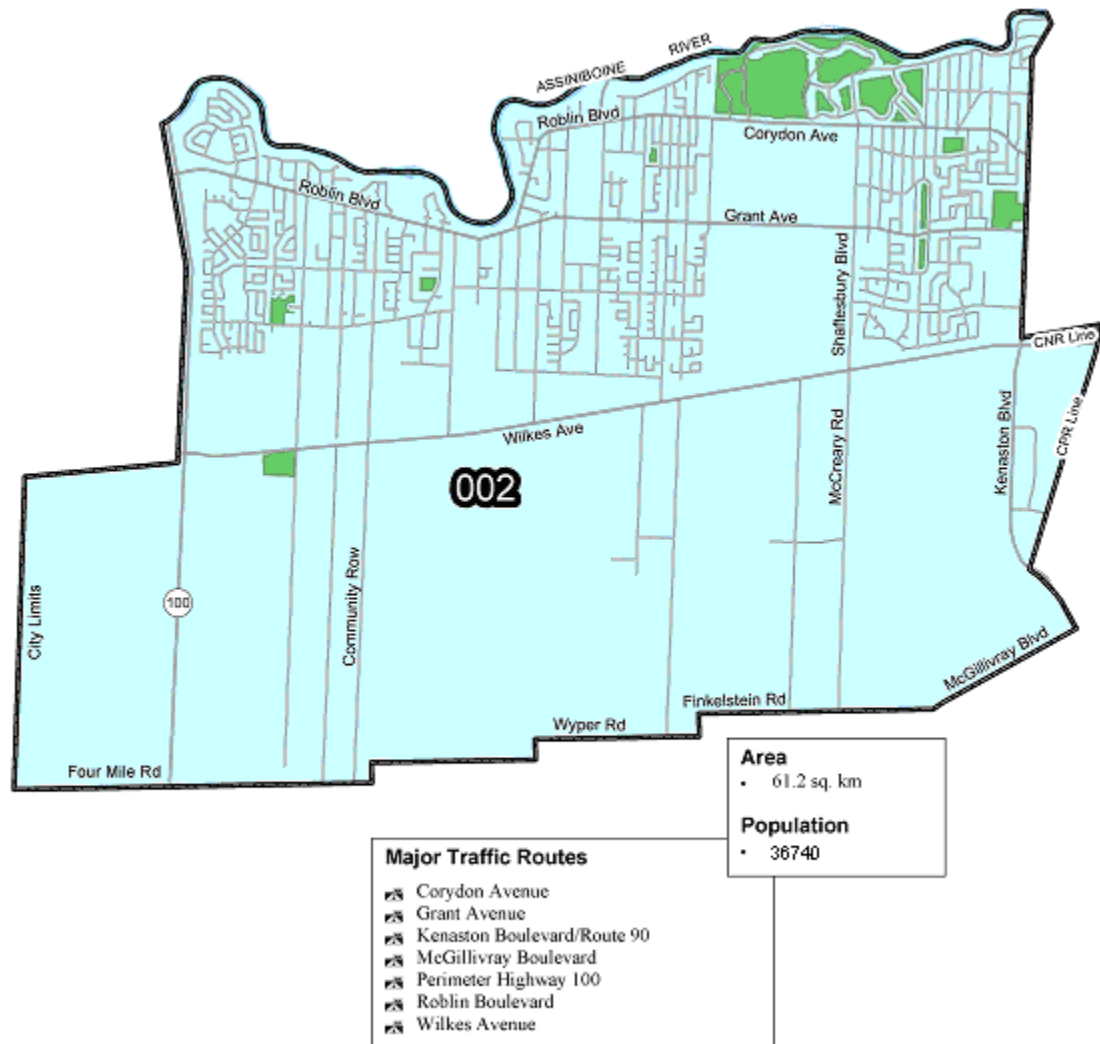 RIVER
ASSINIBOINE
Roblin Blvd
Corydon Ave
Roblin Blvd
Grant Ave
Shaftesbury Blvd
CNR Line
CPR Line
Kenaston Blvd
Wilkes Ave
McCreary Rd
002
Community Row
City Limits
100
McGillivray Blvd
Finkelstein Rd
Wyper Rd
Four Mile Rd
Area
• 61.2 sq. km
Population
• 36740
Major Traffic Routes
Corydon Avenue
Grant Avenue
Kenaston Boulevard/Route 90
McGillivray Boulevard
Perimeter Highway 100
Roblin Boulevard
Wilkes Avenue